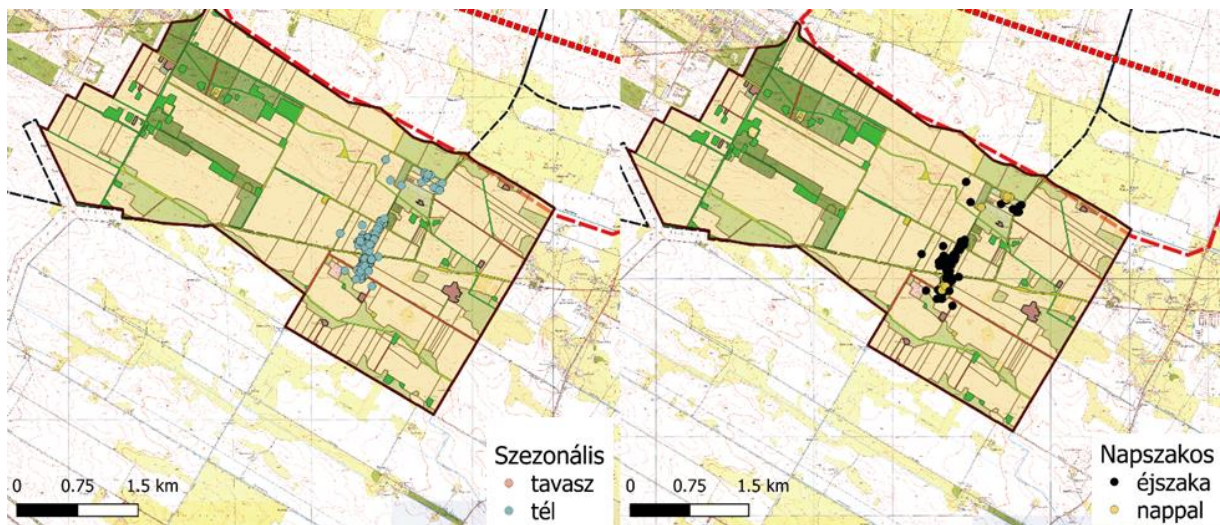 Szezonális
tavasz
tél
0 0.75 1.5 km
Napszakos
éjszaka
nappal
0 0.75 1.5 km